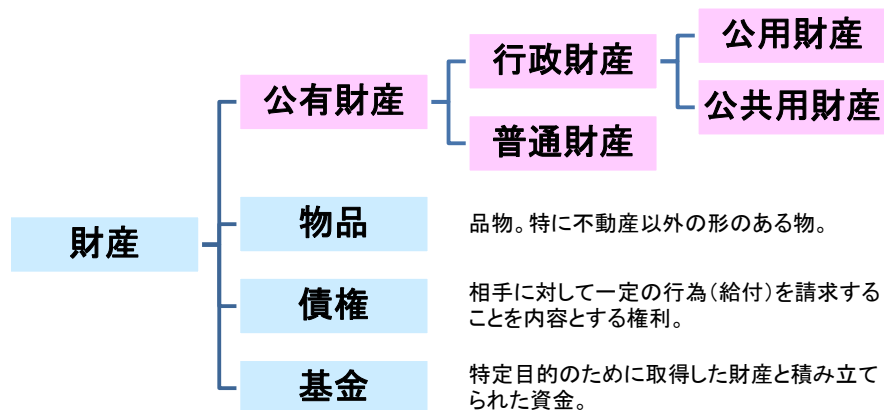 公用財産
行政財産
公有財産
公共用財産
普通財産
物品
品物。特に不動産以外の形のある物。
財産
債権
相手に対して一定の行為（給付）を請求する
ことを内容とする権利。
基金
特定目的のために取得した財産と積み立て
られた資金。